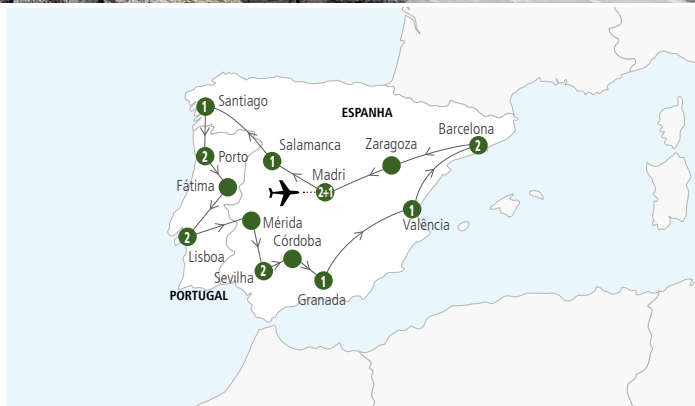 1
Santiago
ESPANHA
Barcelona
2
Zaragoza
Salamanca
1
2
Porto
Madri
2+1
Fátima
1
Valência
Mérida
Córdoba
2
Lisboa
Sevilha
2
1
Granada
PORTUGAL